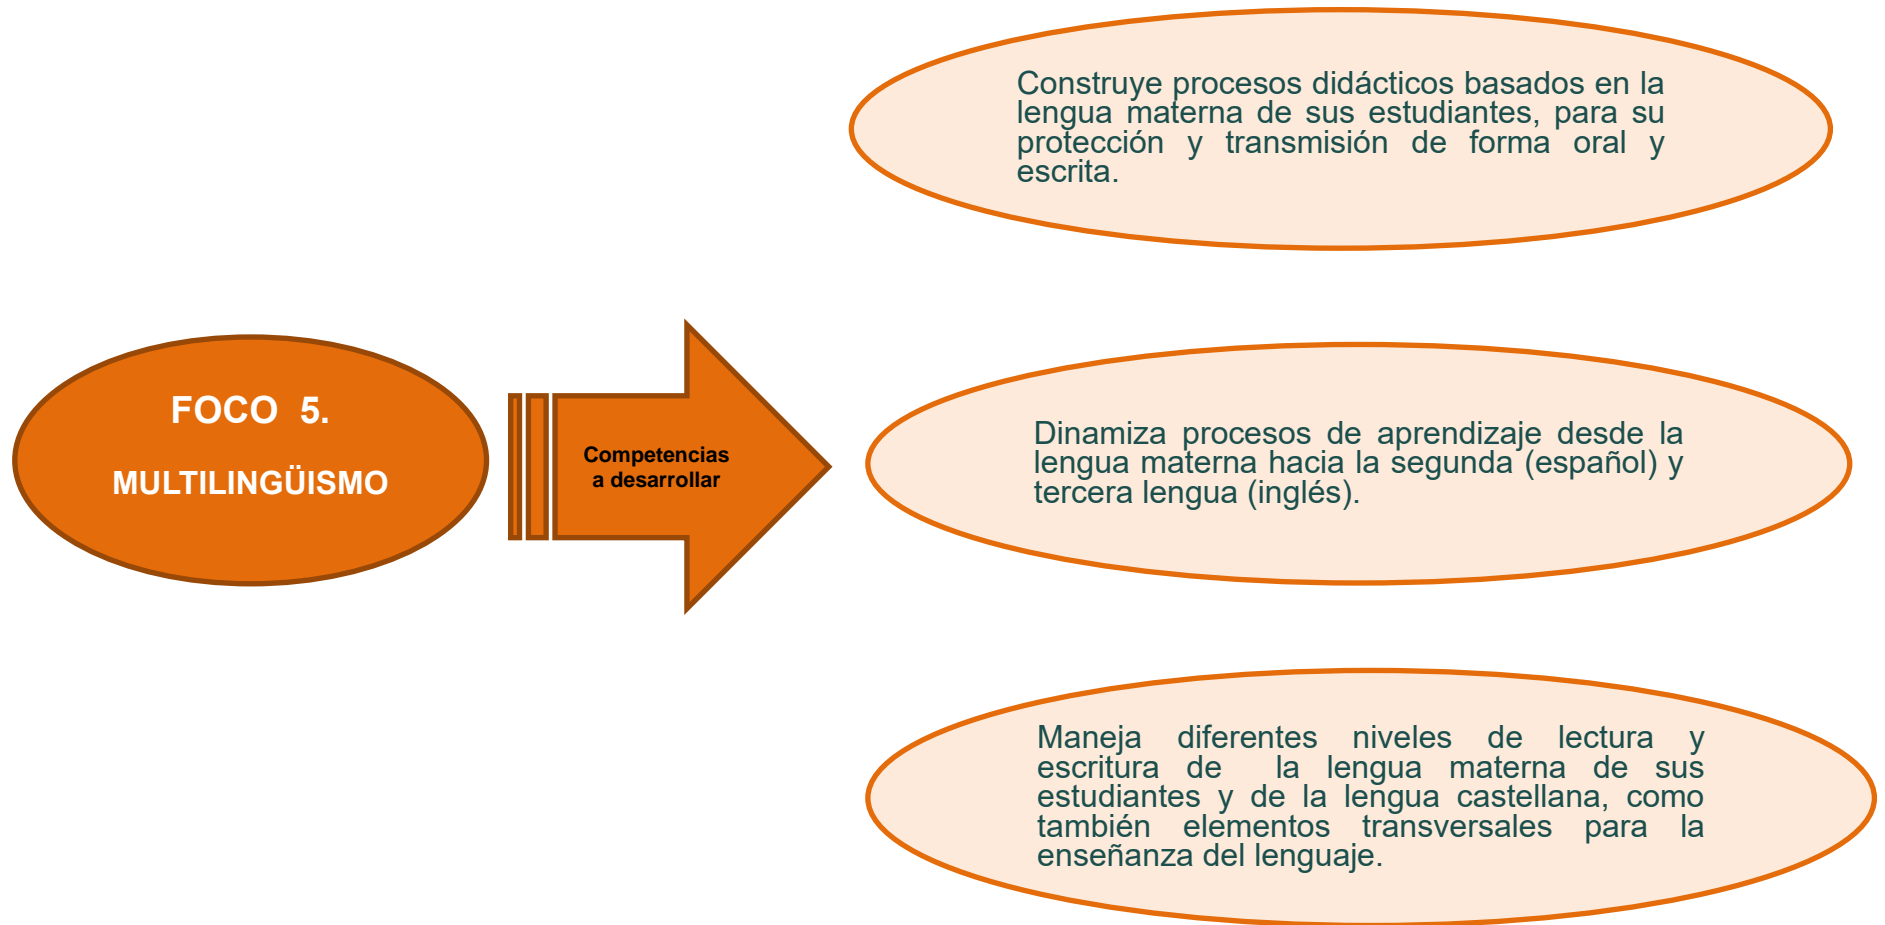 FOCO 5.
MULTILINGÜISMO
Competencias
a desarrollar
Construye procesos didácticos basados en la
lengua materna de sus estudiantes, para su
protección y transmisión de forma oral y
escrita.
Dinamiza procesos de aprendizaje desde la
lengua materna hacia la segunda (español) y
tercera lengua (inglés).
Maneja diferentes niveles de lectura y
escritura de la lengua materna de sus
estudiantes y de la lengua castellana, como
también elementos transversales para la
enseñanza del lenguaje.